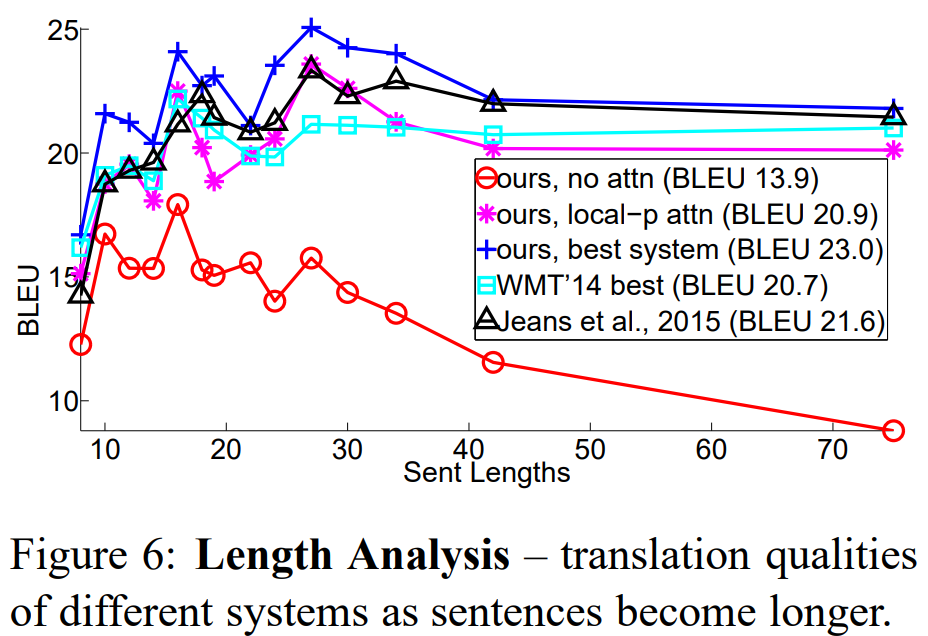 25
20
15
10
BLEU
ours, no attn (BLEU 13.9)
ours, local−p attn (BLEU 20.9)
ours, best system (BLEU 23.0)
WMT’14 best (BLEU 20.7)
Jeans et al., 2015 (BLEU 21.6)
10 20 30 40 50 60 70
Sent Lengths
Figure 6: Length Analysis – translation qualities
of different systems as sentences become longer.